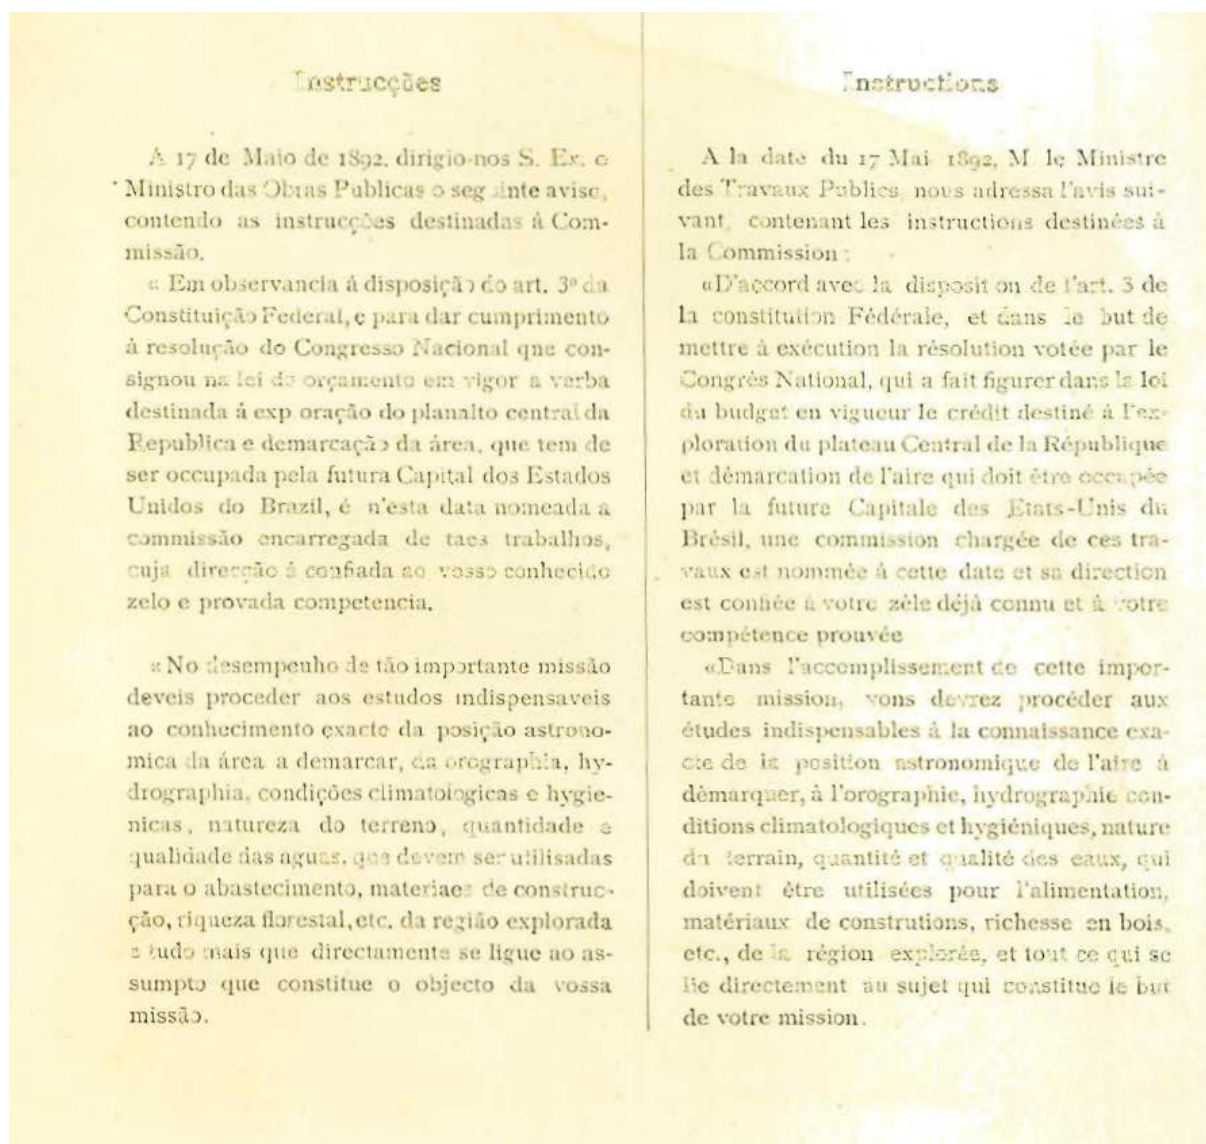 Instrucções
A 17 de Maio de 1892, dirigio-nos S. Ex. o
Ministro das Obras Publicas o seguinte aviso,
contendo as instrucções destinadas á Com-
missão.
« Em observancia á disposição do art. 3º da
Constituição Federal, e para dar cumprimento
á resolução do Congresso Nacional que con-
signou na lei do orçamento em vigor a verba
destinada á exploração do planalto central da
Republica e demarcação da área, que tem de
ser occupada pela futura Capital dos Estados
Unidos do Brazil, é n'esta data nomeada a
commissão encarregada de taes trabalhos,
cuja direcção é confiada ao vosso conhecido
zelo e provada competencia.
« No desempenho de tão importante missão
deveis proceder aos estudos indispensaveis
ao conhecimento exacto da posição astrono-
mica da área a demarcar, da orographia, hy-
drographia, condições climatologicas e hygie-
nicas, natureza do terreno, quantidade e
qualidade das aguas, que devem ser utilisadas
para o abastecimento, materiaes de construc-
ção, riqueza florestal, etc. da região explorada
e tudo mais que directamente se ligue ao as-
sumpto que constitue o objecto da vossa
missão.
Instructions
A la date du 17 Mai 1892, M le Ministre
des Travaux Publics, nous adressa l'avis sui-
vant, contenant les instructions destinées à
la Commission :
«D'accord avec la disposition de l'art. 3 de
la constitution Fédérale, et dans le but de
mettre à exécution la résolution votée par le
Congrès National, qui a fait figurer dans la loi
du budget en vigueur le crédit destiné à l'ex-
ploration du plateau Central de la République
et démarcation de l'aire qui doit être occupée
par la future Capitale des Etats-Unis du
Brésil, une commission chargée de ces tra-
vaux est nommée à cette date et sa direction
est confiée à votre zèle déjà connu et à votre
compétence prouvée
«Dans l'accomplissement de cette impor-
tante mission, vons devrez procéder aux
études indispensables à la connaissance exa-
cte de la position astronomique de l'aire à
démarquer, à l'orographie, hydrographie con-
ditions climatologiques et hygiéniques, nature
du terrain, quantité et qualité des eaux, qui
doivent être utilisées pour l'alimentation,
matériaux de construtions, richesse en bois,
etc., de la région explorée, et tout ce qui se
lie directement au sujet qui constitue le but
de votre mission.